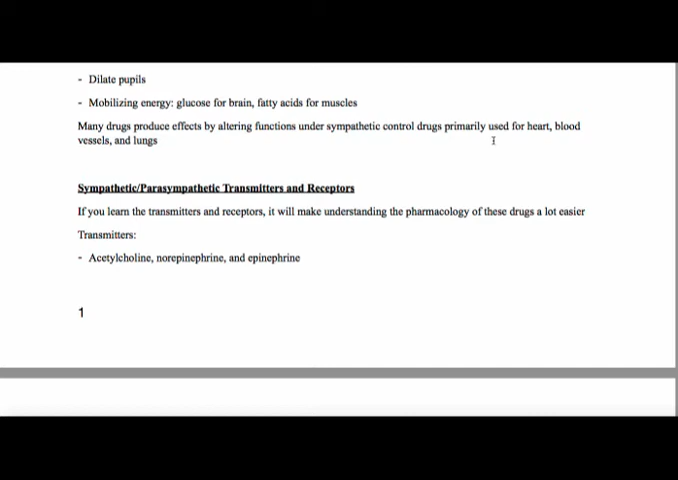 - Dilate pupils
- Mobilizing energy: glucose for brain, fatty acids for muscles
Many drugs produce effects by altering functions under sympathetic control drugs primarily used for heart, blood
vessels, and lungs
Sympathetic/Parasympathetic Transmitters and Receptors
If you learn the transmitters and receptors, it will make understanding the pharmacology of these drugs a lot easier
Transmitters:
- Acetylcholine, norepinephrine, and epinephrine
1